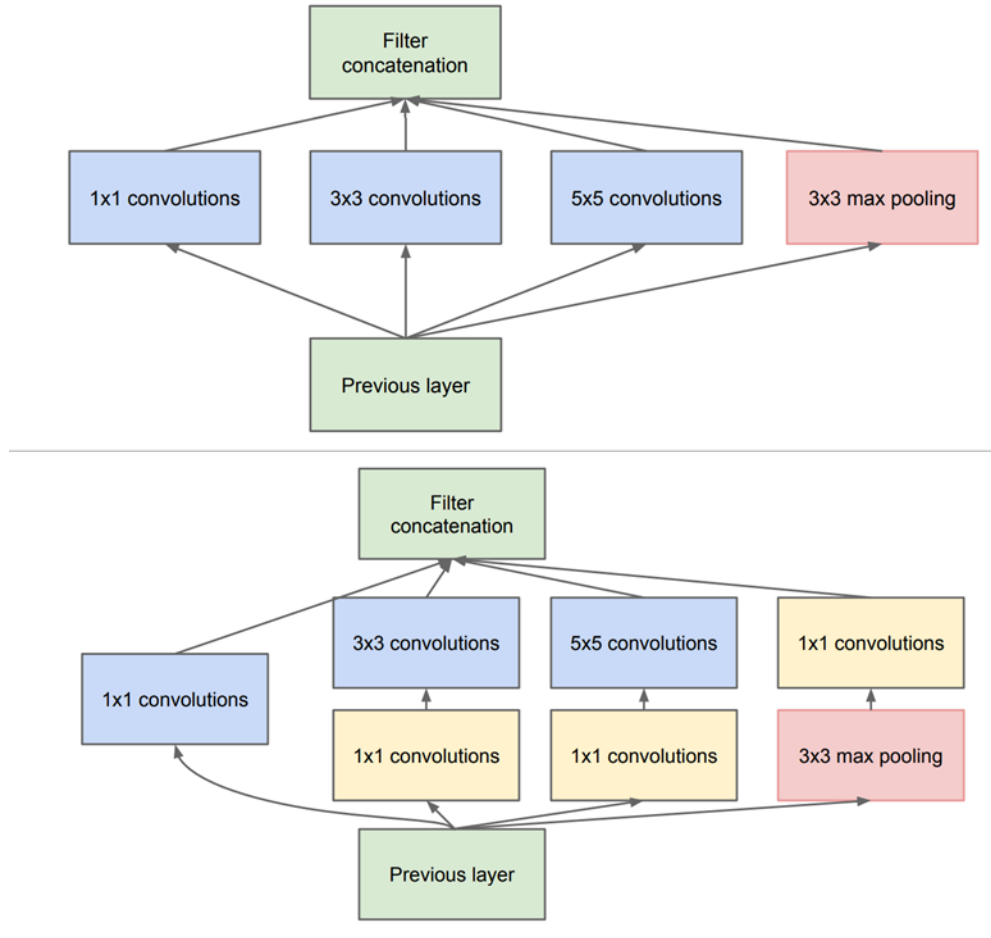 Filter
concatenation
1x1 convolutions
3x3 convolutions
5x5 convolutions
3x3 max pooling
Previous layer
Filter
concatenation
3x3 convolutions
5x5 convolutions
1x1 convolutions
1x1 convolutions
1x1 convolutions
1x1 convolutions
3x3 max pooling
Previous layer